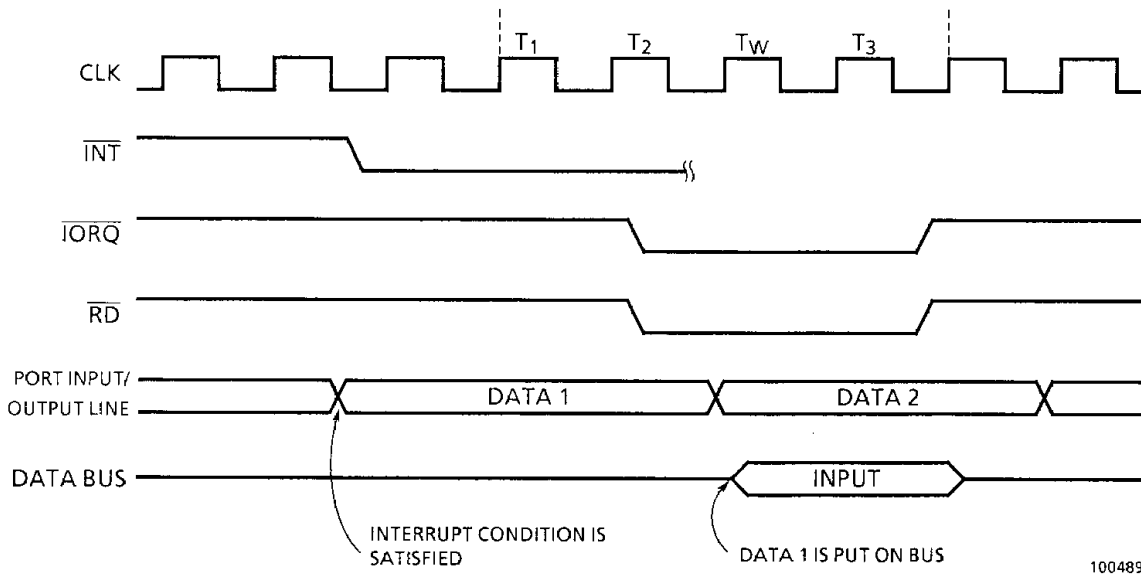 T1 T2 TW T3
CLK
INT
IORQ
RD
PORT INPUT/
OUTPUT LINE
DATA 1 DATA 2
DATA BUS
INPUT
INTERRUPT CONDITION IS
SATISFIED
DATA 1 IS PUT ON BUS
100489